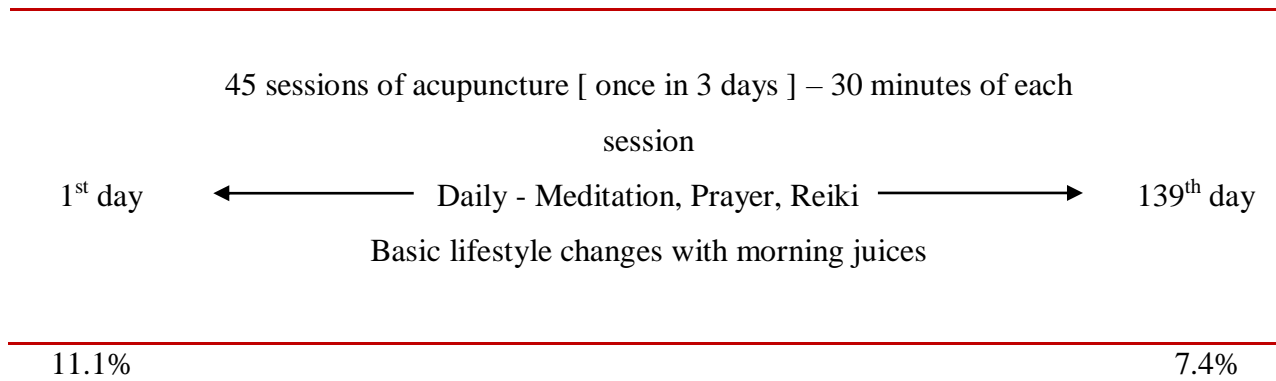 45 sessions of acupuncture [ once in 3 days ] – 30 minutes of each
session
1st day Daily - Meditation, Prayer, Reiki 139th day
Basic lifestyle changes with morning juices
11.1% 7.4%